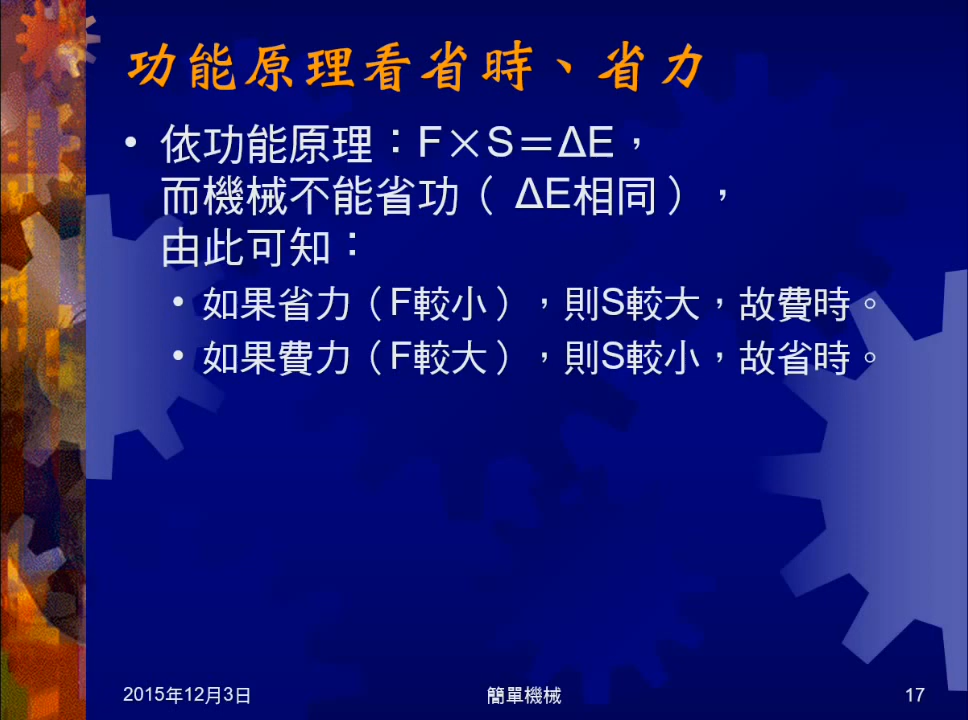 功能原理看省時、省力
• 依功能原理：F×S＝ΔE，
而機械不能省功（ ΔE相同），
由此可知：
• 如果省力（F較小），則S較大，故費時。
• 如果費力（F較大），則S較小，故省時。
2015年12月3日 簡單機械 17